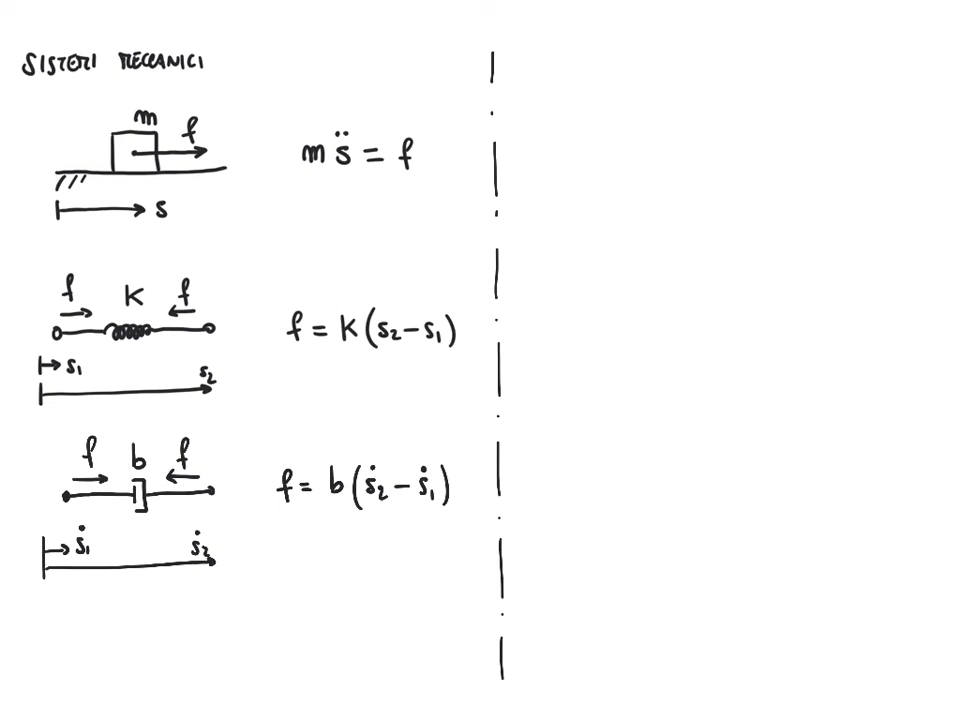 SISTEMI MECCANICI
m
f
m s̈ = f
s
f K f
f = K(s₂ - s₁)
s₁
s₂
f b f
f = b(ṡ₂ - ṡ₁)
ṡ₁ ṡ₂